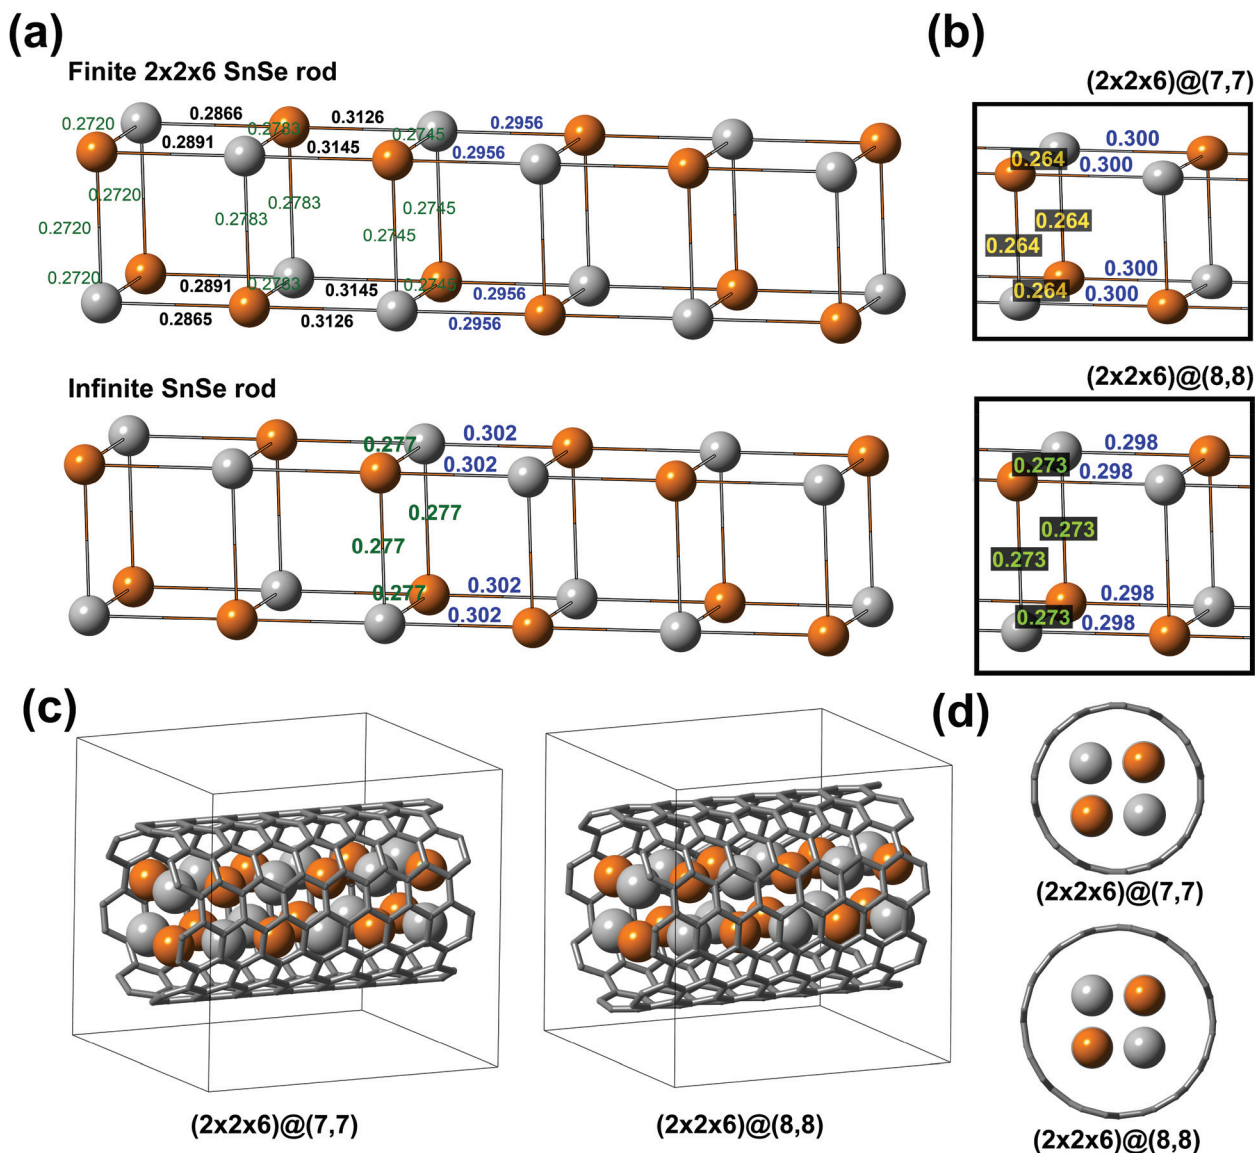 (a)
Finite 2x2x6 SnSe rod
0.2720 0.2866 0.2783 0.3126 0.2745 0.2956
0.2891 0.3145 0.2956
0.2720 0.2783 0.2745
0.2720 0.2783 0.2745
0.2720 0.2891 0.2783 0.3145 0.2745 0.2956
0.2865 0.3126 0.2956
Infinite SnSe rod
0.277 0.302
0.302
0.277
0.277
0.277 0.302
0.302
(b)
(2x2x6)@(7,7)
0.300
0.264 0.300
0.264
0.264
0.300
0.264 0.300
(2x2x6)@(8,8)
0.298
0.273 0.298
0.273
0.273
0.298
0.273 0.298
(c)
(2x2x6)@(7,7)
(2x2x6)@(8,8)
(d)
(2x2x6)@(7,7)
(2x2x6)@(8,8)